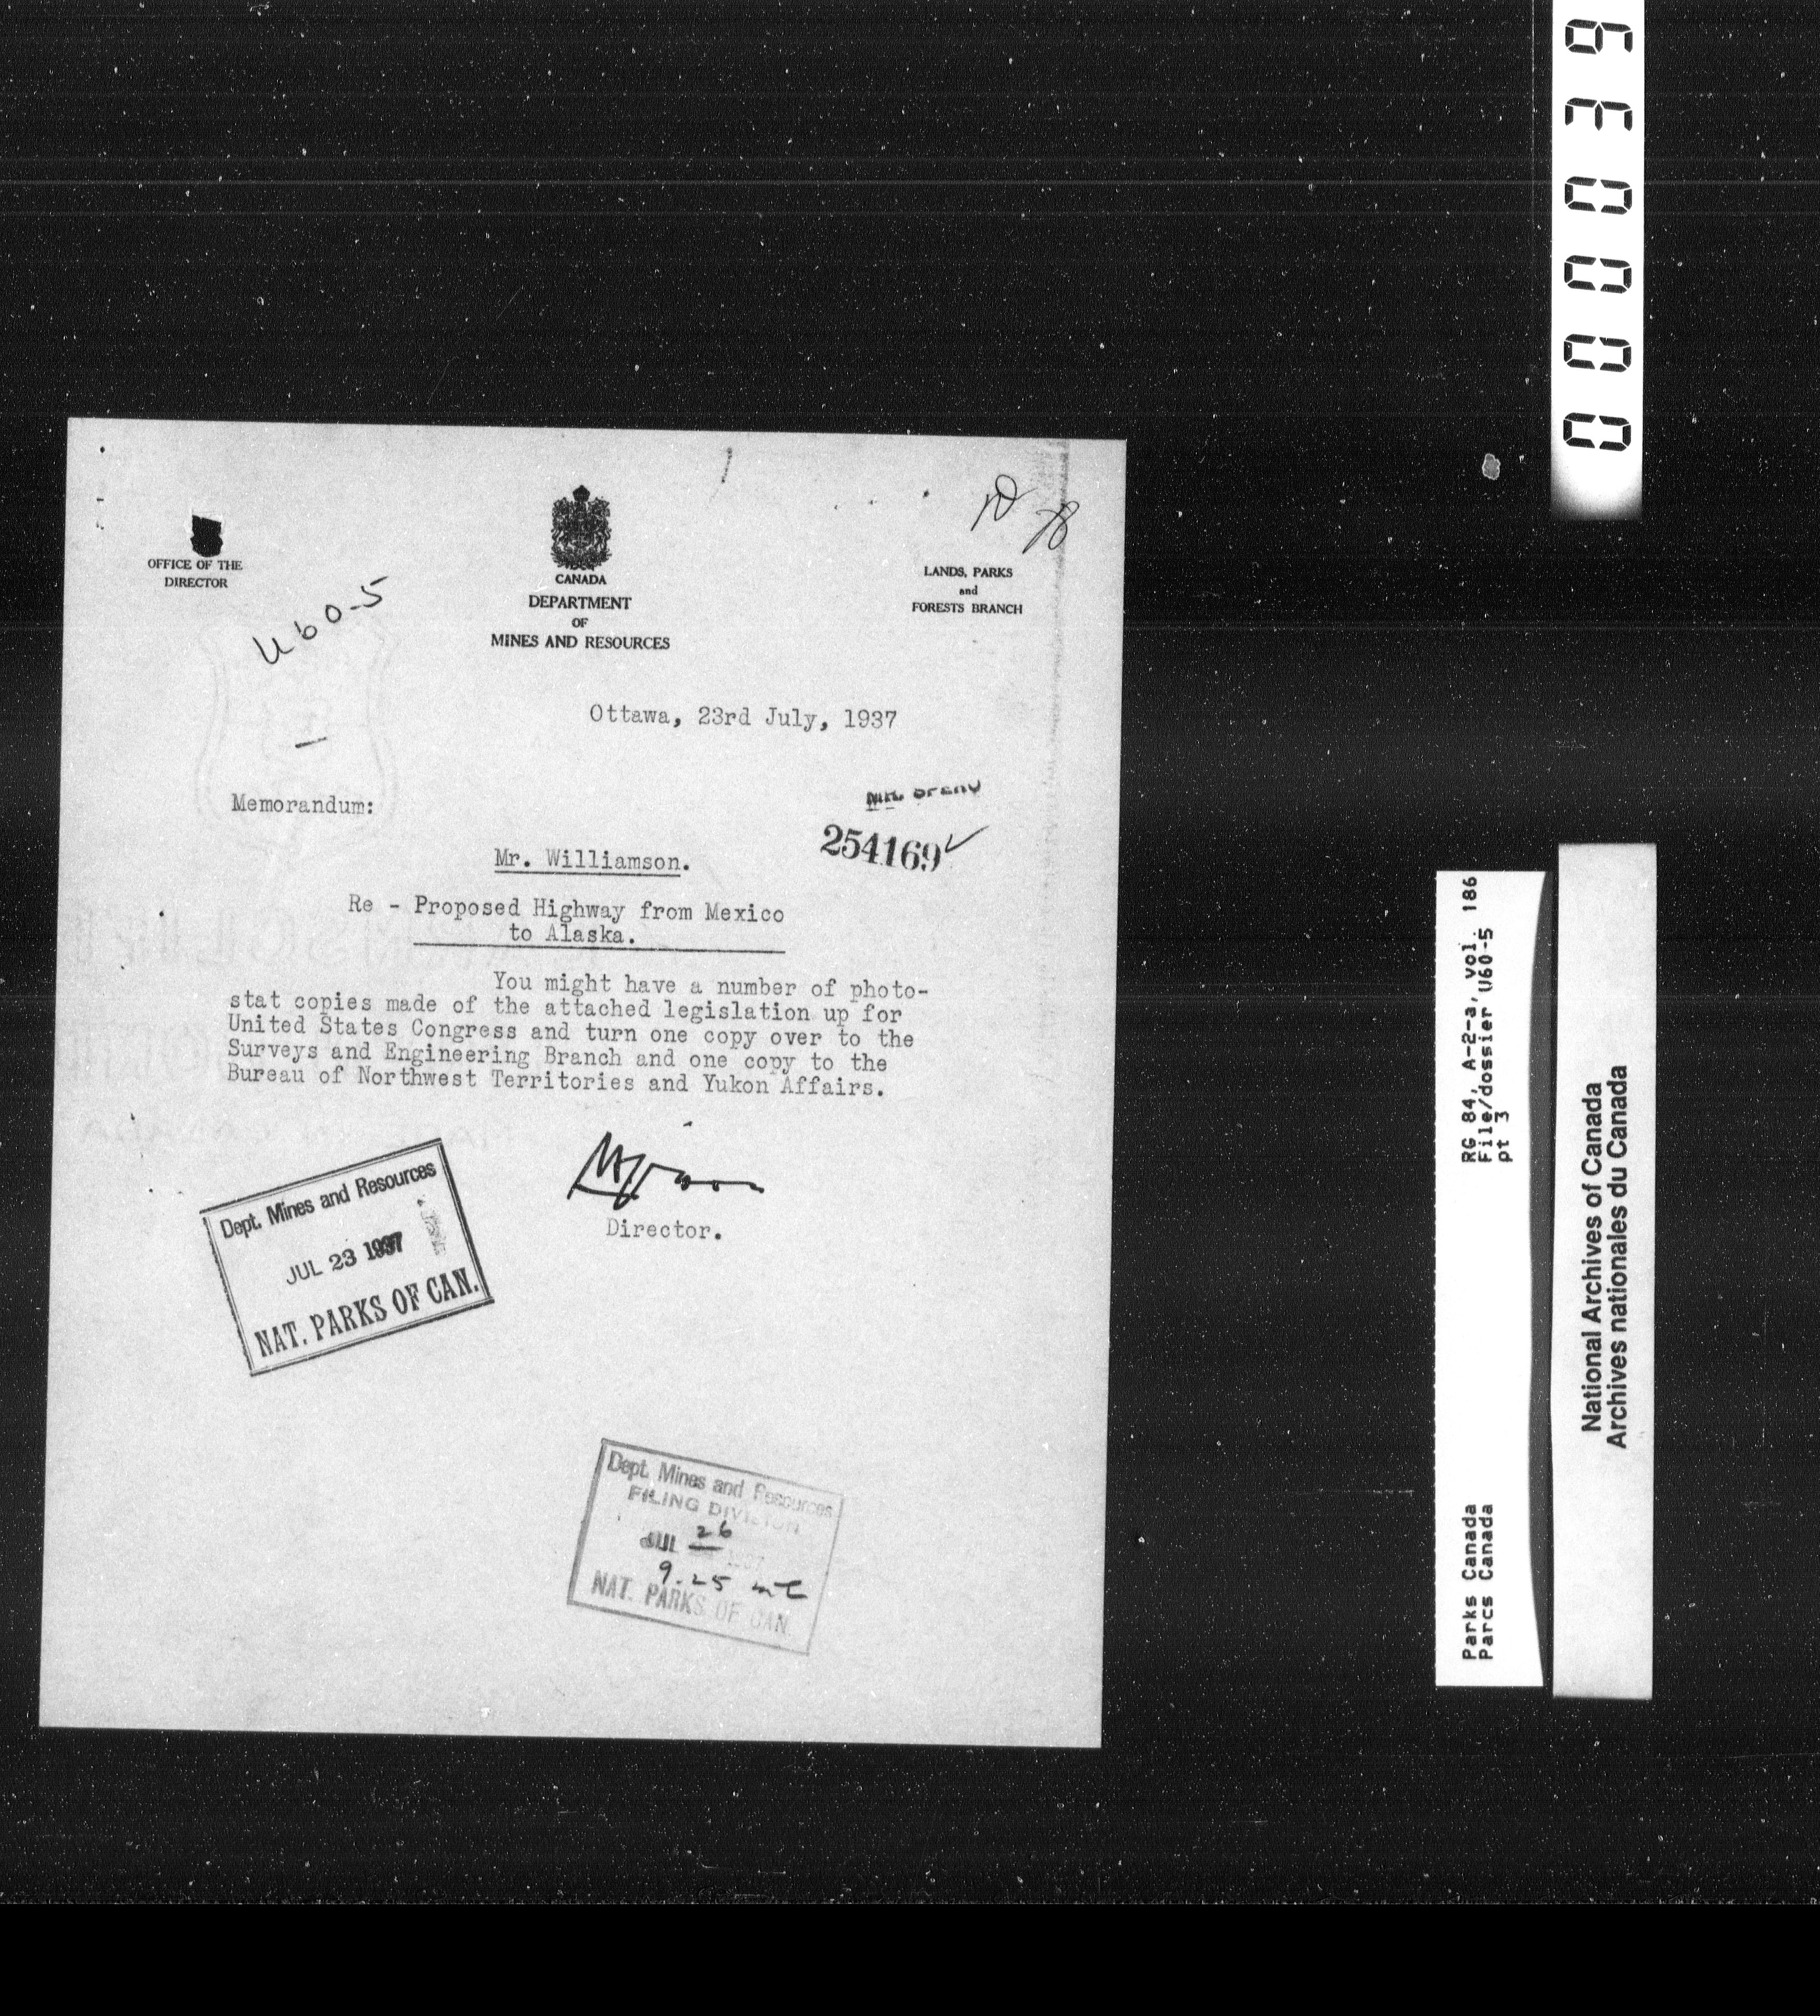 OFFICE OF THE
DIRECTOR
U60-5
CANADA
DEPARTMENT
OF
MINES AND RESOURCES
LANDS, PARKS
and
FORESTS BRANCH
78
Ottawa, 23rd July, 1937
Memorandum:
254169
Mr. Williamson.
Re - Proposed Highway from Mexico
to Alaska.
You might have a number of photo-
stat copies made of the attached legislation up for
United States Congress and turn one copy over to the
Surveys and Engineering Branch and one copy to the
Bureau of Northwest Territories and Yukon Affairs.
Director.
Dept. Mines and Resources
JUL 23 1937
NAT. PARKS OF CAN.
Dept. Mines and Resources
FILING DIVISION
JUL 26
9.25
NAT. PARKS OF CAN.
000039
RG 84, A-2-a, vol. 186
File/dossier U60-5
pt 3
Parks Canada
Parcs Canada
National Archives of Canada
Archives nationales du Canada